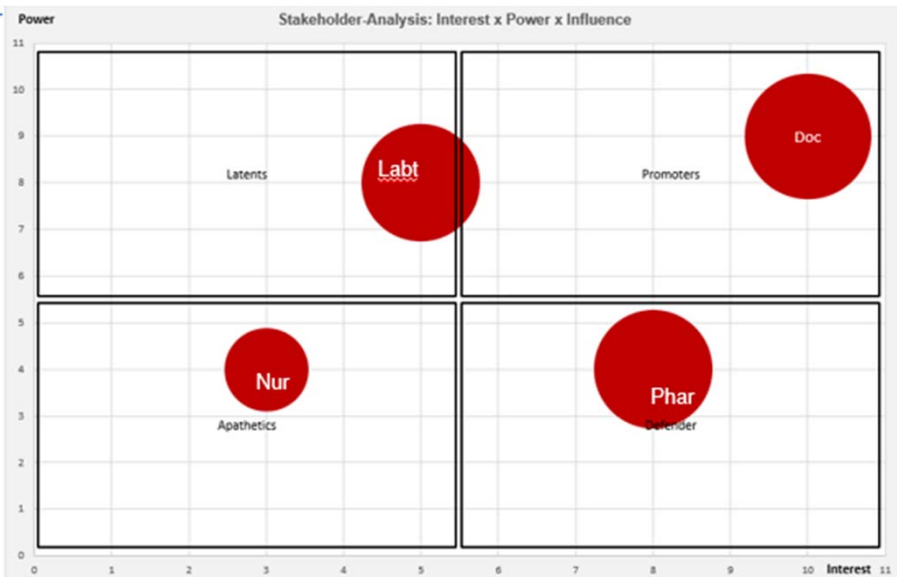 Power
Stakeholder-Analysis: Interest x Power x Influence
11
10
9
8
7
6
5
4
3
2
1
0
Latents
Labt
Promoters
Doc
Nur
Apathetics
Phar
Defender
0 1 2 3 4 5 6 7 8 9 10 Interest 11